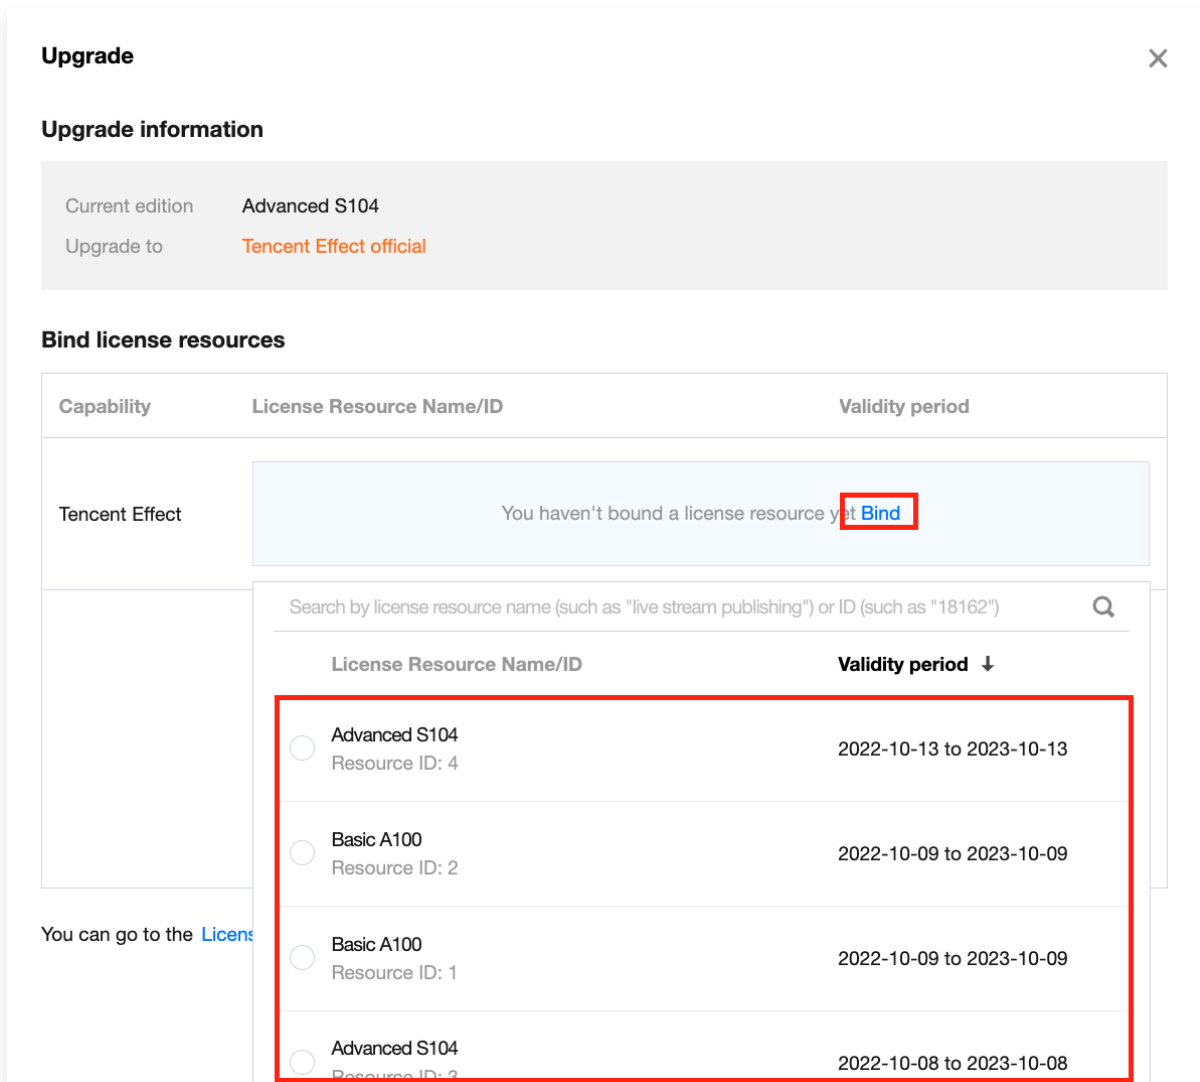 Upgrade
Upgrade information
Current edition Advanced S104
Upgrade to Tencent Effect official
Bind license resources
Capability License Resource Name/ID Validity period
Tencent Effect You haven't bound a license resource yet Bind
Search by license resource name (such as "live stream publishing") or ID (such as "18162")
License Resource Name/ID Validity period ↓
Advanced S104
Resource ID: 4 2022-10-13 to 2023-10-13
Basic A100
Resource ID: 2 2022-10-09 to 2023-10-09
You can go to the Licens
Basic A100
Resource ID: 1 2022-10-09 to 2023-10-09
Advanced S104
Resource ID: 3 2022-10-08 to 2023-10-08